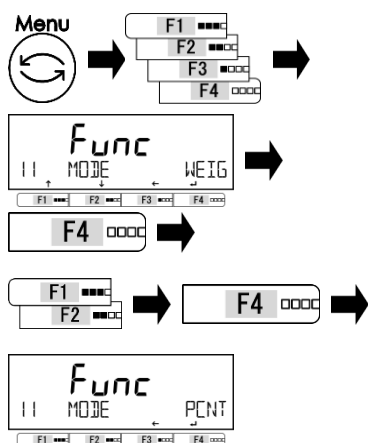 Menu
F1
F2
F3
F4
Func
11 MODE WEIG
↑ ↓ ← ↵
F1 F2 F3 F4
F4
F1
F2
F4
Func
11 MODE PCNT
← ↵
F1 F2 F3 F4